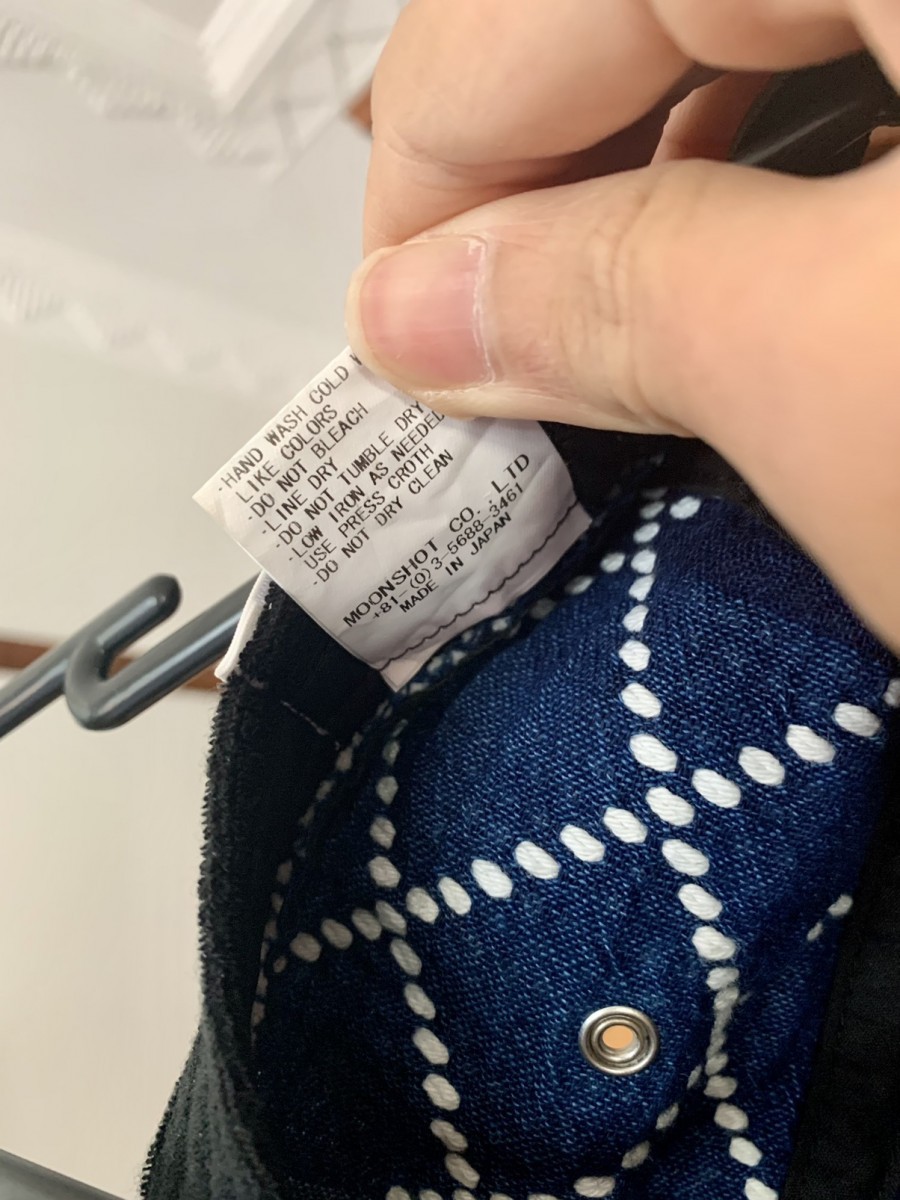 -HAND WASH COLD
LIKE COLORS
-DO NOT BLEACH
-LINE DRY
-DO NOT TUMBLE DRY
-LOW IRON AS NEEDED
USE PRESS CROTH
-DO NOT DRY CLEAN
MOONSHOT CO.,LTD
+81-(0)3-5688-3461
MADE IN JAPAN